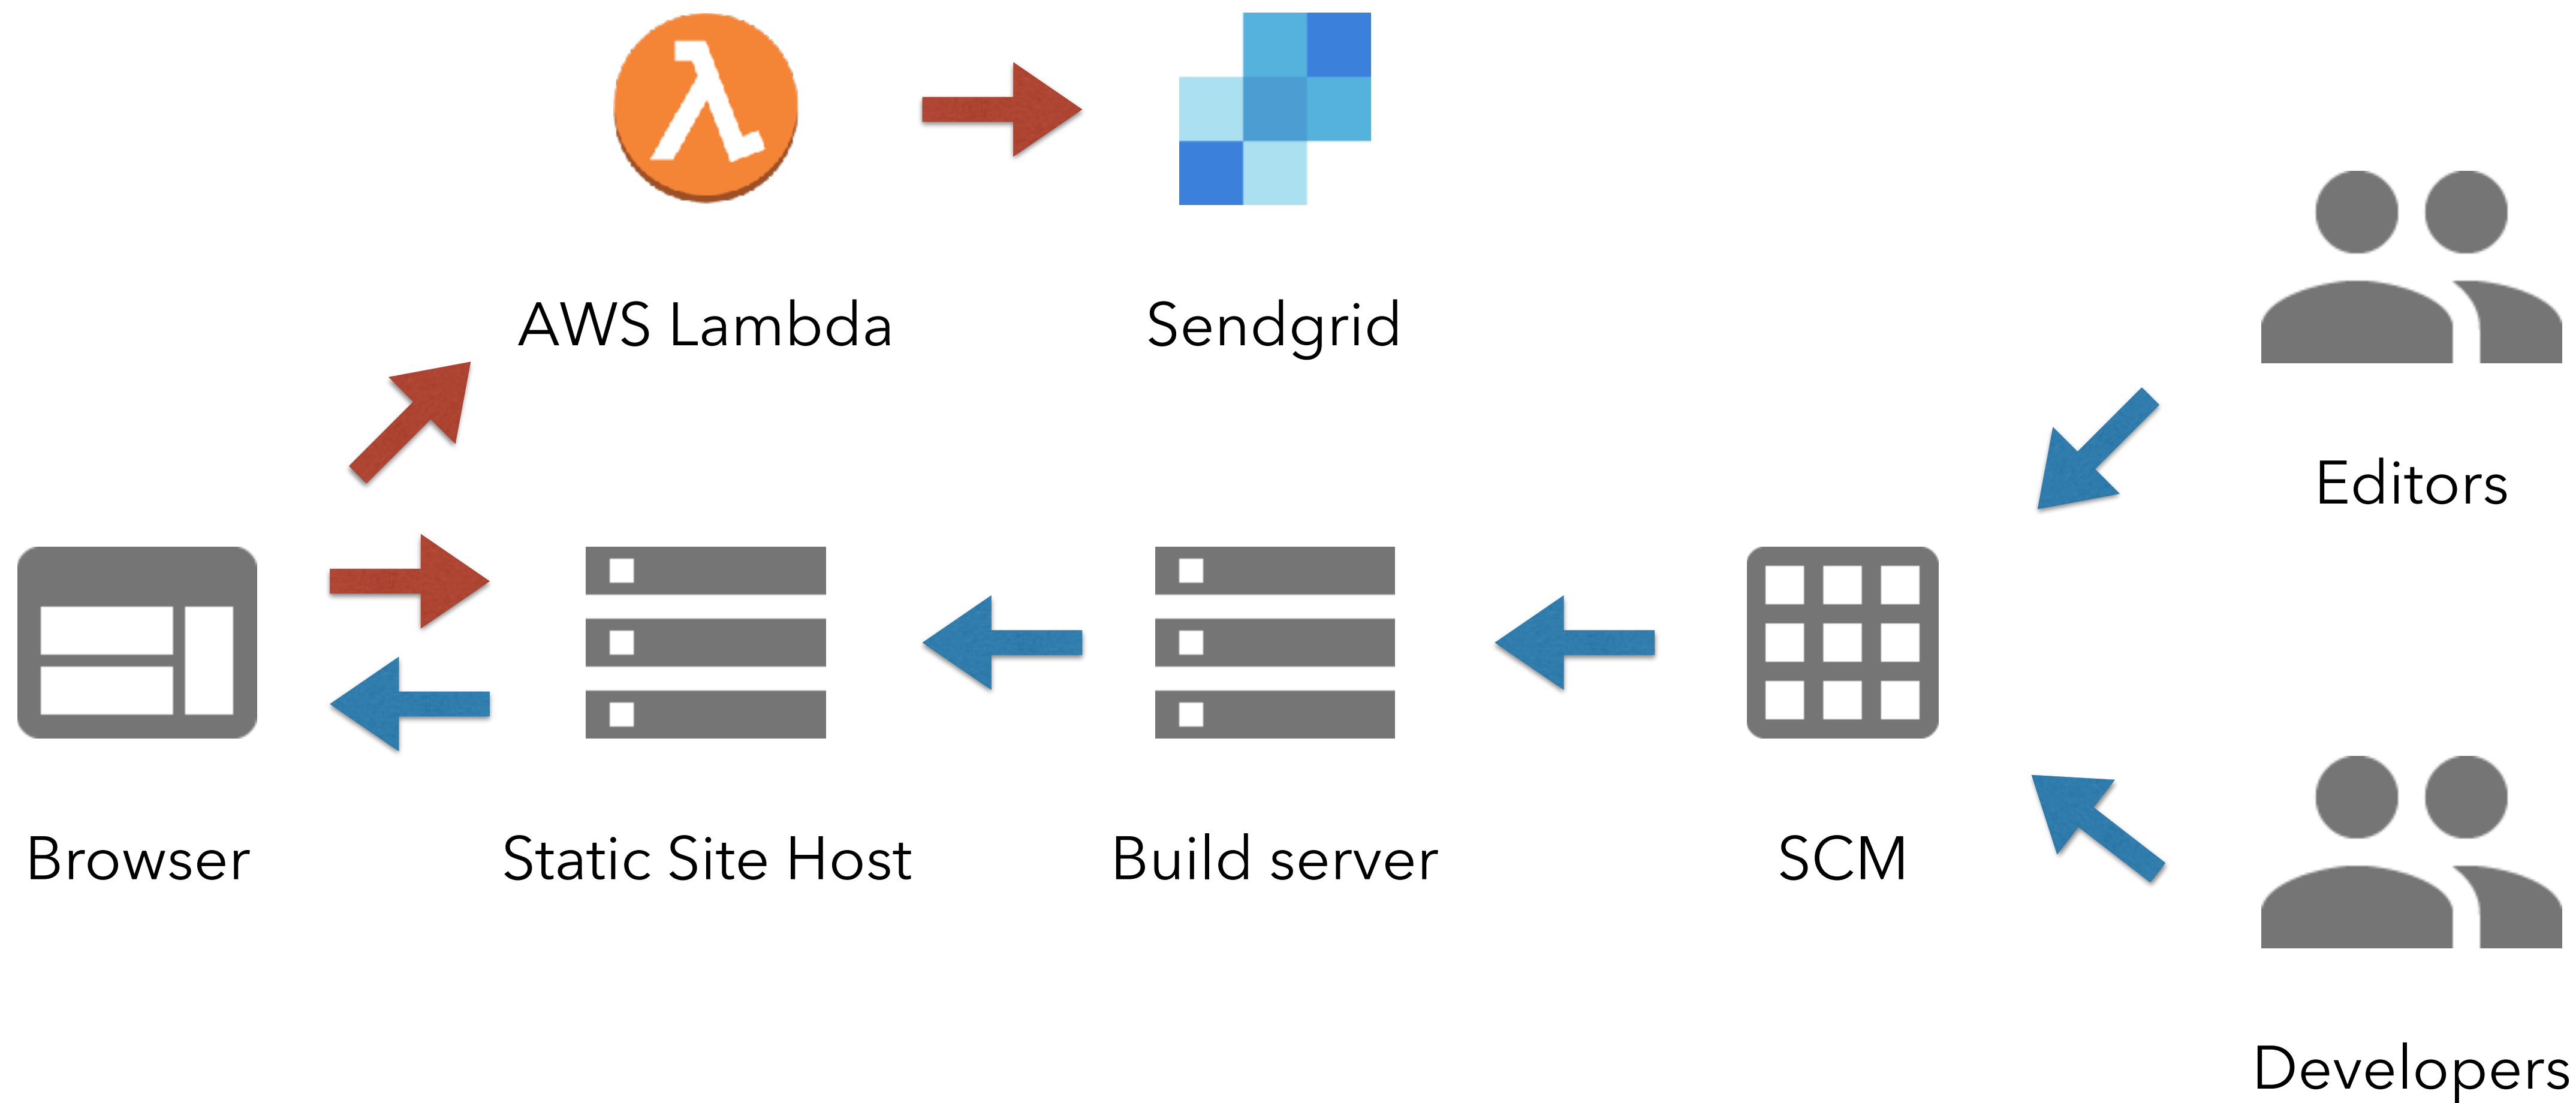 AWS Lambda
Sendgrid
Editors
Browser
Static Site Host
Build server
SCM
Developers